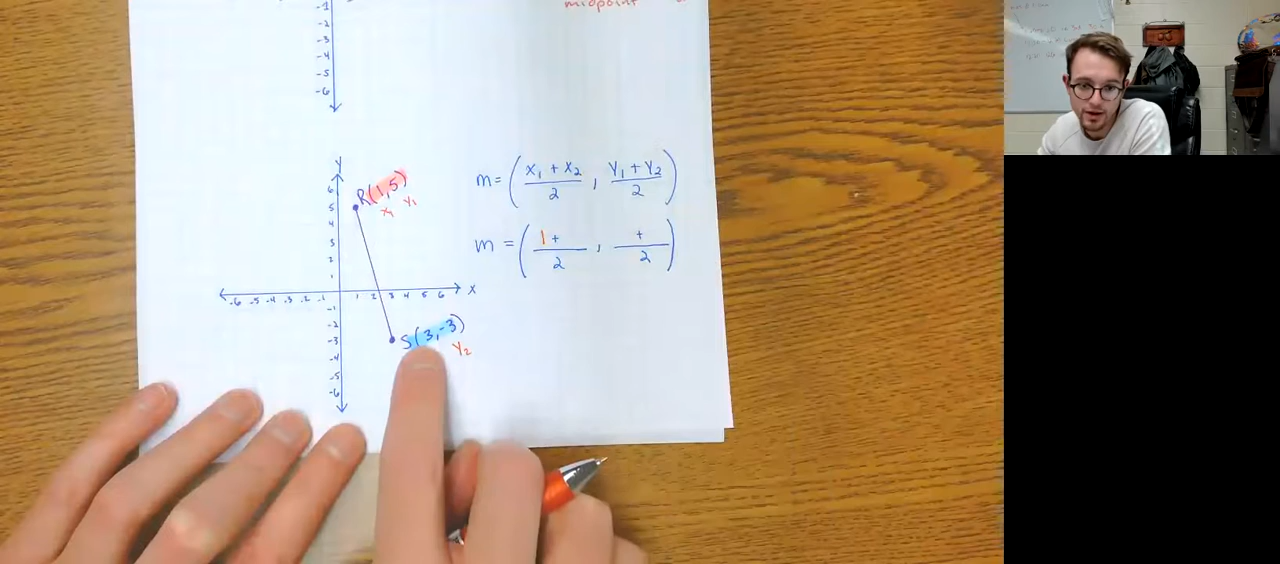 midpoint
-1
-2
-3
-4
-5
-6
y
6
5
4
3
2
1
R(1,5)
x₁ y₁
-6 -5 -4 -3 -2 -1 1 2 3 4 5 6 x
-1
-2
-3
-4
-5
-6
S(3,-3)
y₂
m = ( x₁ + x₂ / 2 , y₁ + y₂ / 2 )
m = ( 1 + / 2 , + / 2 )